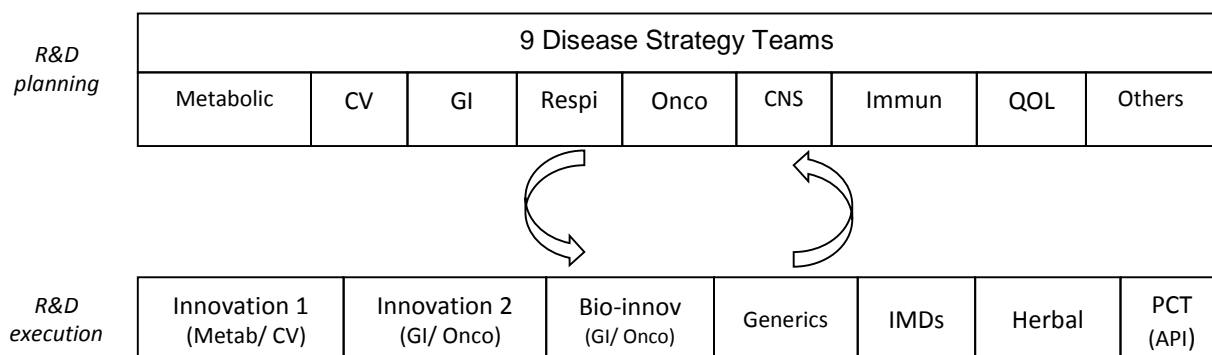 R&D
planning
9 Disease Strategy Teams
Metabolic
CV
GI
Respi
Onco
CNS
Immun
QOL
Others
R&D
execution
Innovation 1
(Metab/ CV)
Innovation 2
(GI/ Onco)
Bio-innov
(GI/ Onco)
Generics
IMDs
Herbal
PCT
(API)